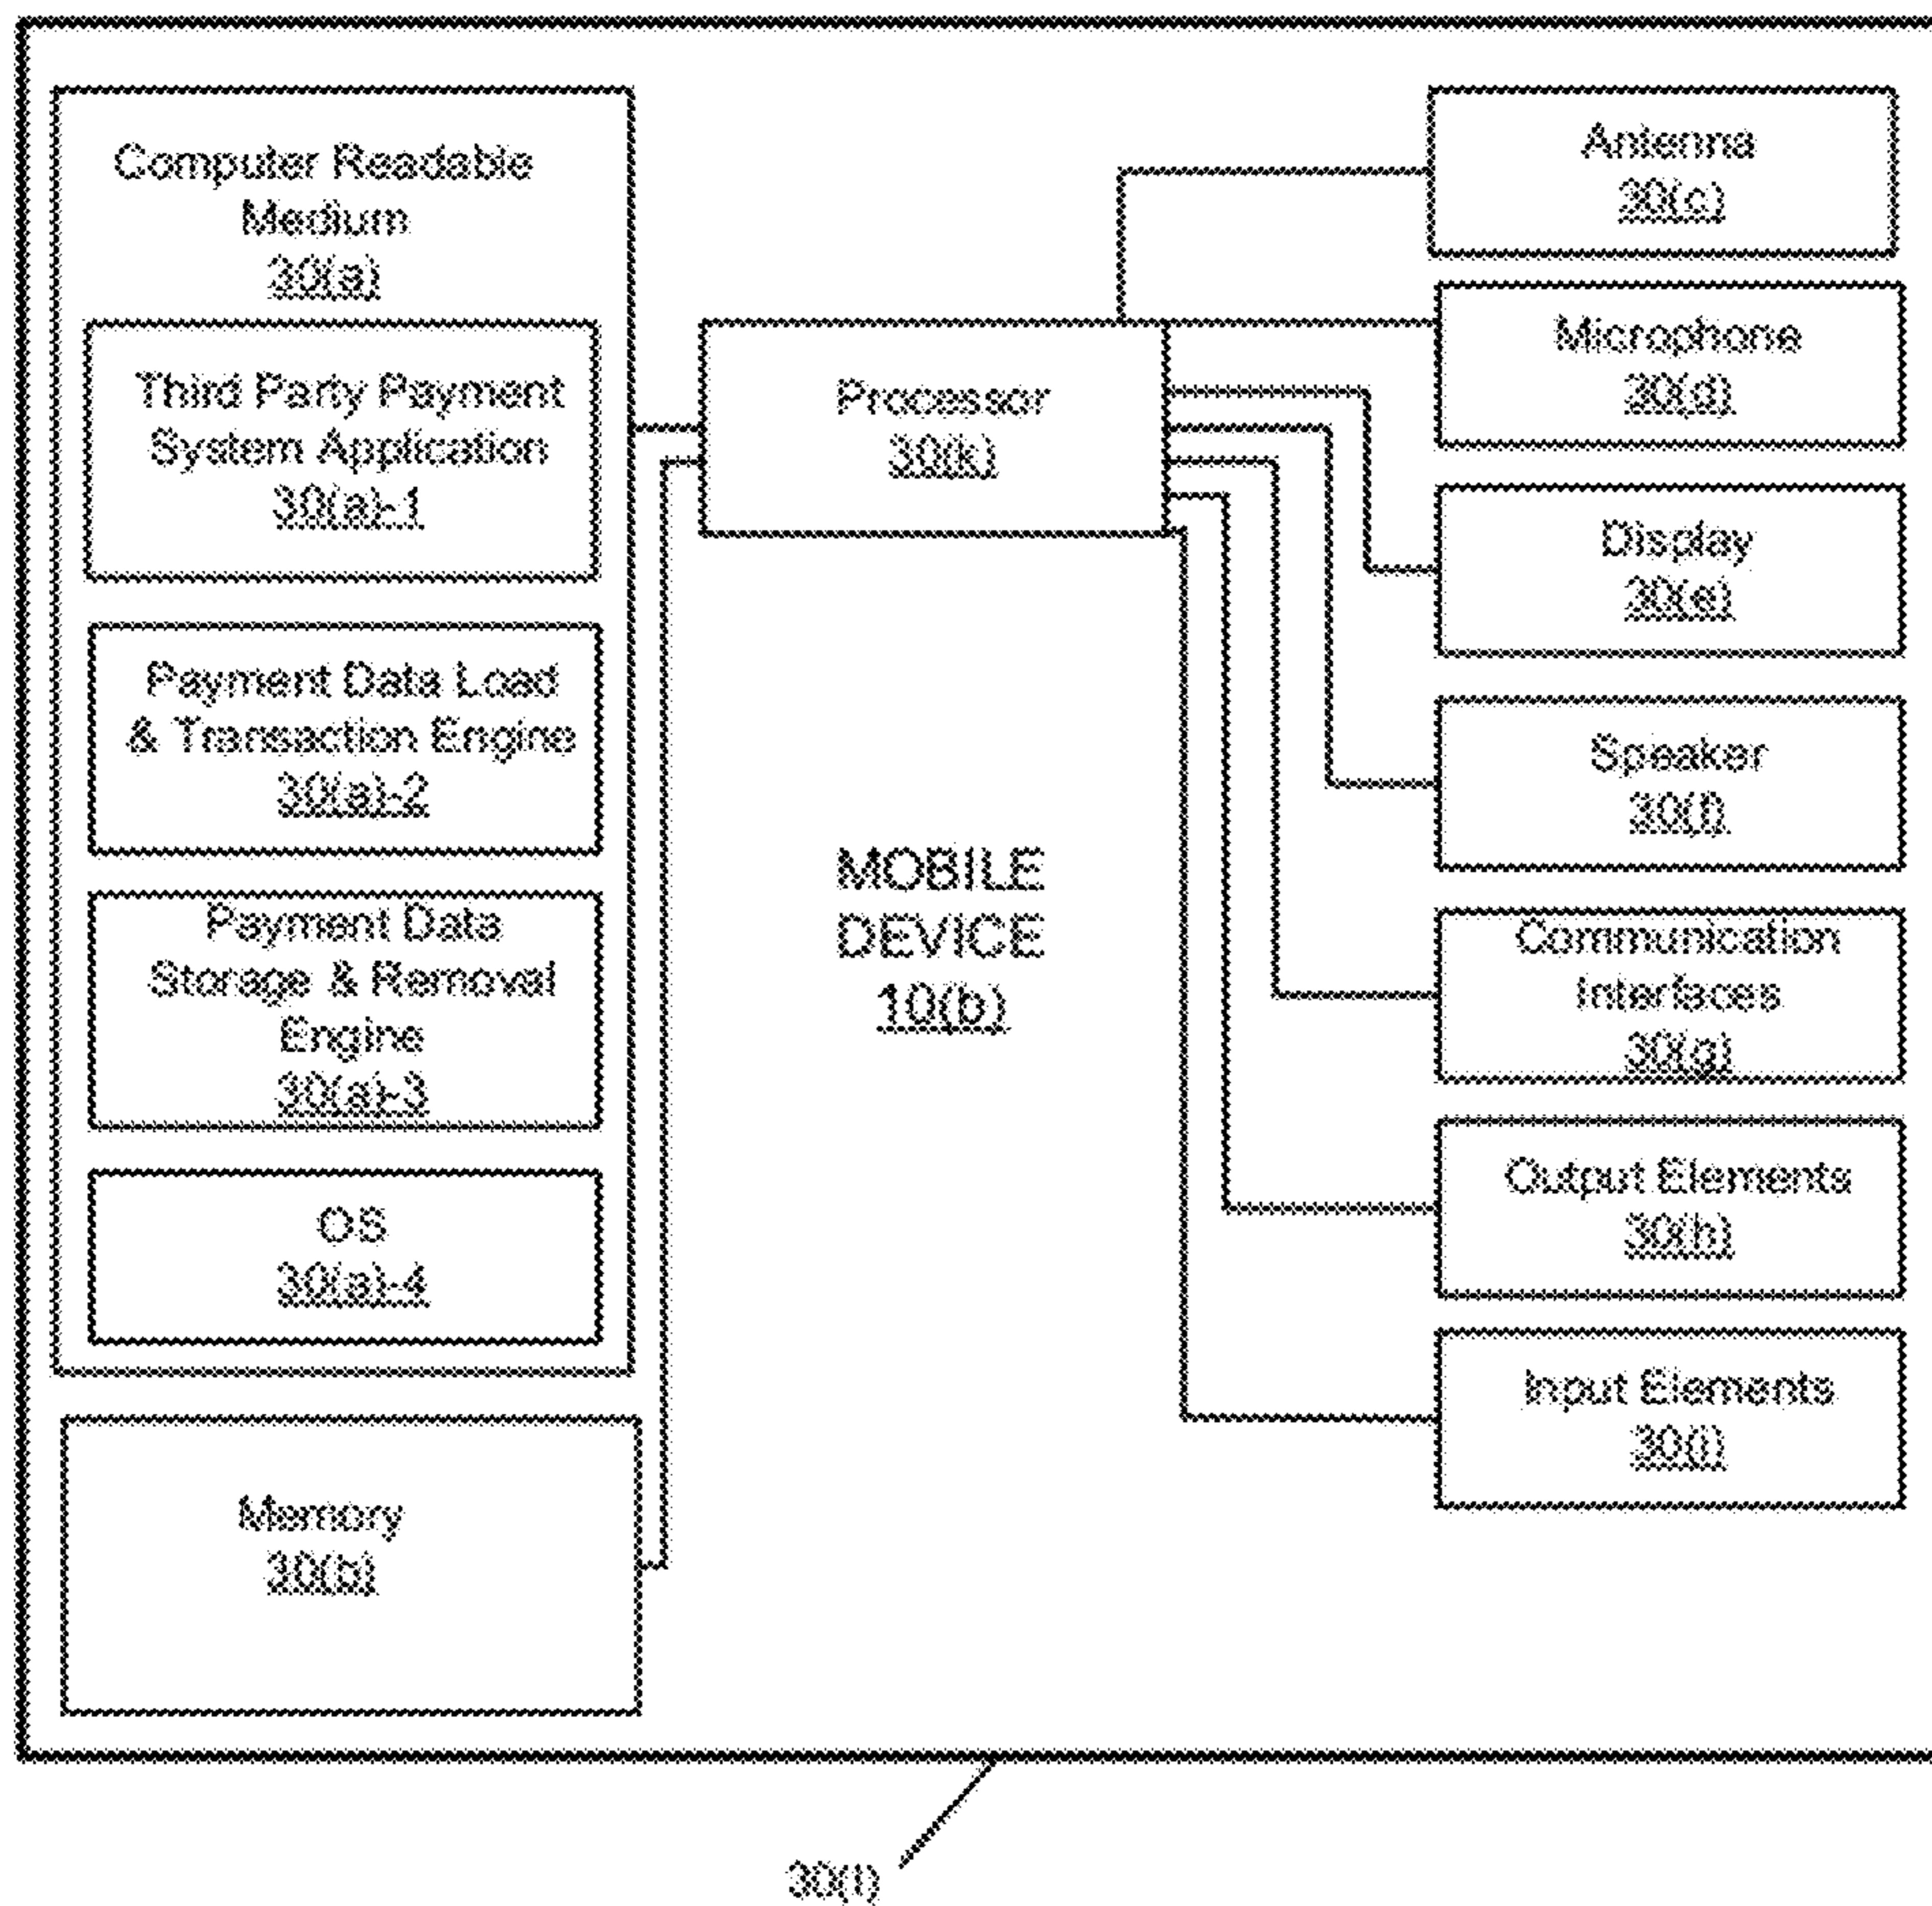 Computer Readable
Medium
30(a)
Third Party Payment
System Application
30(a)-1
Payment Data Load
& Transaction Engine
30(a)-2
Payment Data
Storage & Removal
Engine
30(a)-3
OS
30(a)-4
Memory
30(b)
Processor
30(k)
MOBILE
DEVICE
10(b)
Antenna
30(c)
Microphone
30(d)
Display
30(e)
Speaker
30(f)
Communication
Interfaces
30(g)
Output Elements
30(h)
Input Elements